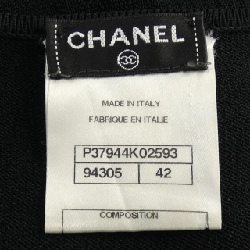 CHANEL
MADE IN ITALY
FABRIQUE EN ITALIE
P37944K02593
94305 42
COMPOSITION